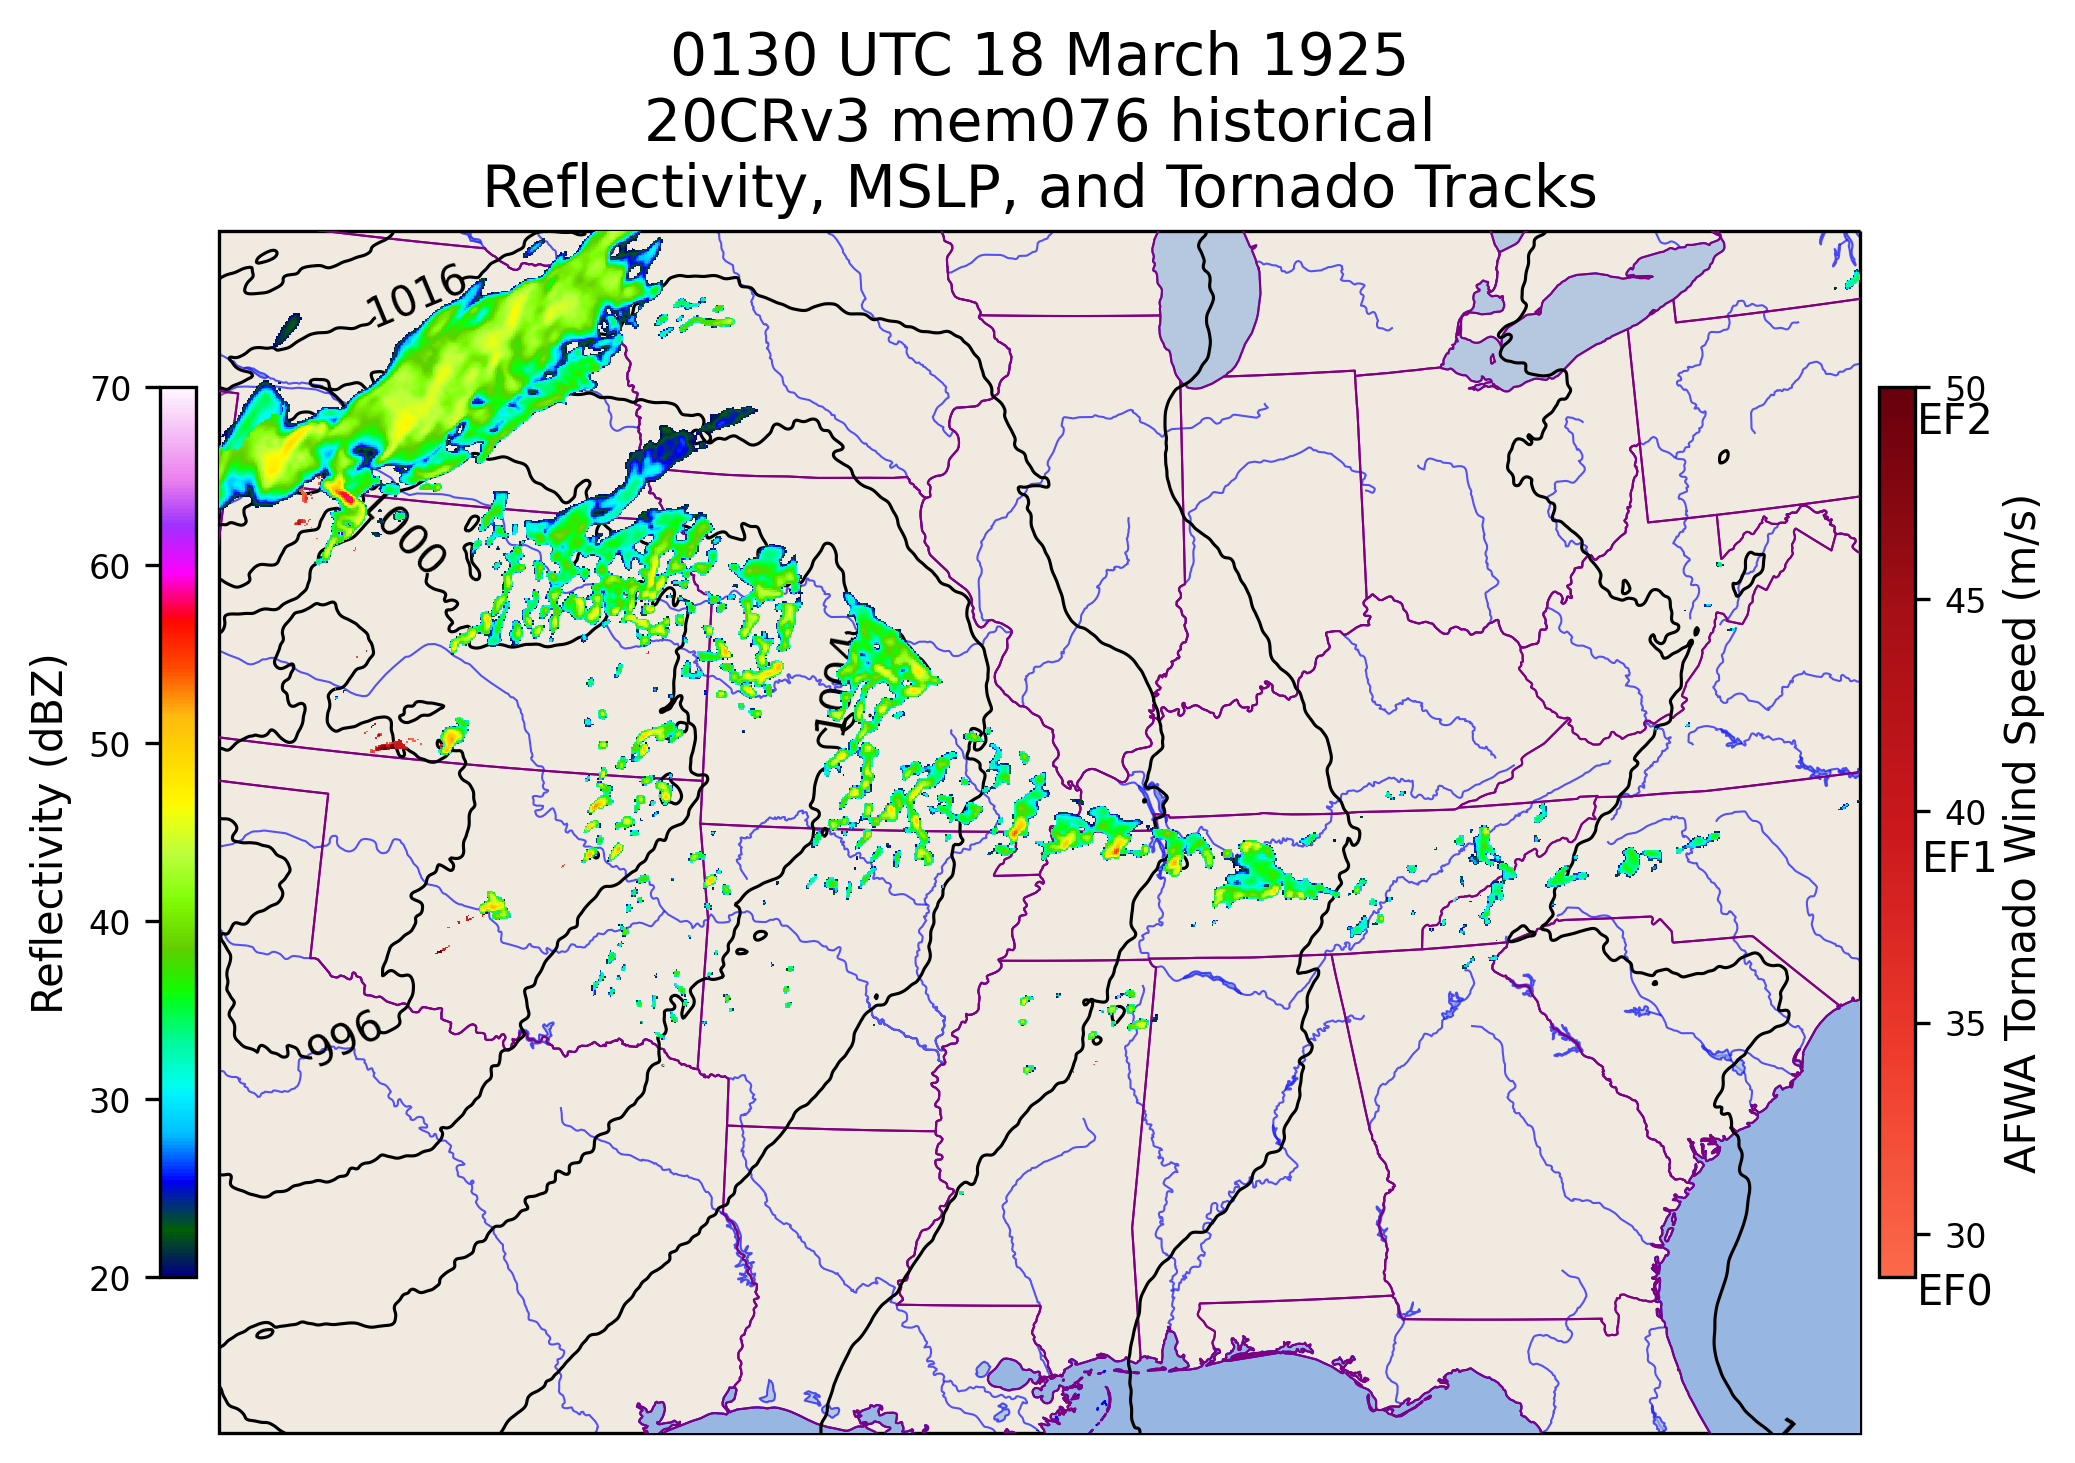 0130 UTC 18 March 1925
20CRv3 mem076 historical
Reflectivity, MSLP, and Tornado Tracks
1016
1000
1004
996
Reflectivity (dBZ)
70
60
50
40
30
20
50
EF2
45
40
EF1
35
30
EF0
AFWA Tornado Wind Speed (m/s)